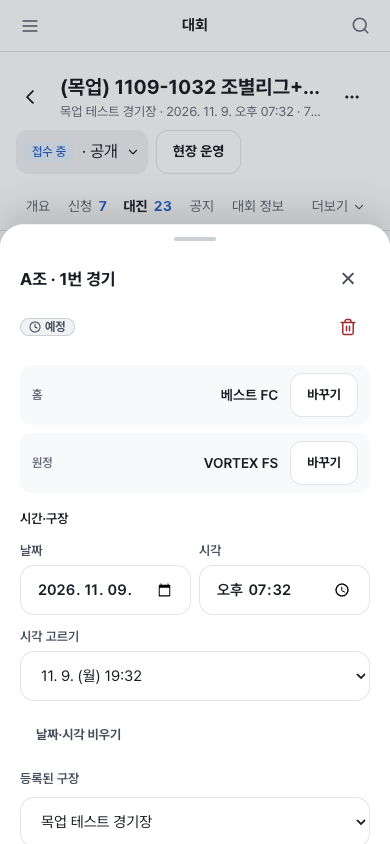 대회
(목업) 1109-1032 조별리그+...
목업 테스트 경기장 · 2026. 11. 9. 오후 07:32 · 7...
접수 중 · 공개
현장 운영
개요 신청 7 대진 23 공지 대회 정보 더보기
A조 · 1번 경기
예정
홈 베스트 FC 바꾸기
원정 VORTEX FS 바꾸기
시간·구장
날짜 시각
2026. 11. 09. 오후 07:32
시각 고르기
11. 9. (월) 19:32
날짜·시각 비우기
등록된 구장
목업 테스트 경기장